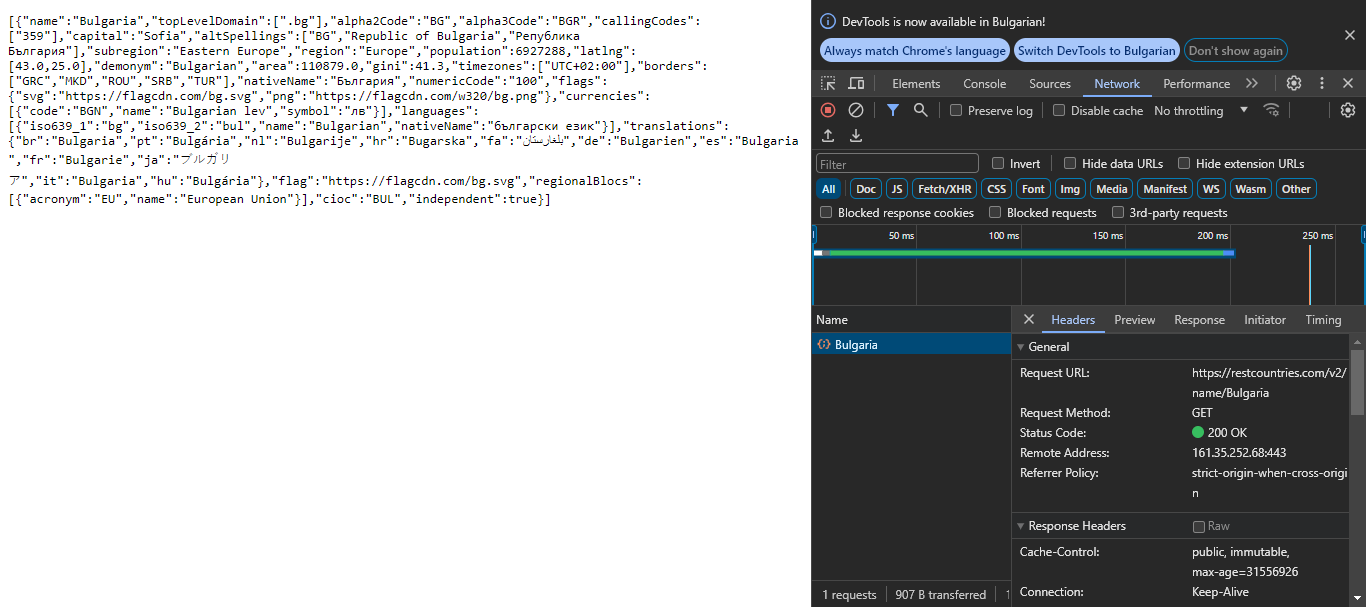 [{"name":"Bulgaria","topLevelDomain":[".bg"],"alpha2Code":"BG","alpha3Code":"BGR","callingCodes":
["359"],"capital":"Sofia","altSpellings":["BG","Republic of Bulgaria","Република
България"],"subregion":"Eastern Europe","region":"Europe","population":6927288,"latlng":
[43.0,25.0],"demonym":"Bulgarian","area":110879.0,"gini":41.3,"timezones":["UTC+02:00"],"borders":
["GRC","MKD","ROU","SRB","TUR"],"nativeName":"България","numericCode":"100","flags":
{"svg":"https://flagcdn.com/bg.svg","png":"https://flagcdn.com/w320/bg.png"},"currencies":
[{"code":"BGN","name":"Bulgarian lev","symbol":"лв"}],"languages":
[{"iso639_1":"bg","iso639_2":"bul","name":"Bulgarian","nativeName":"български език"}],"translations":
{"br":"Bulgaria","pt":"Bulgária","nl":"Bulgarije","hr":"Bugarska","fa":"بلغارستان","de":"Bulgarien","es":"Bulgaria
","fr":"Bulgarie","ja":"ブルガリ
ア","it":"Bulgaria","hu":"Bulgária"},"flag":"https://flagcdn.com/bg.svg","regionalBlocs":
[{"acronym":"EU","name":"European Union"}],"cioc":"BUL","independent":true}]
DevTools is now available in Bulgarian!
Always match Chrome's language Switch DevTools to Bulgarian Don't show again
Elements Console Sources Network Performance
Preserve log Disable cache No throttling
Filter Invert Hide data URLs Hide extension URLs
All Doc JS Fetch/XHR CSS Font Img Media Manifest WS Wasm Other
Blocked response cookies Blocked requests 3rd-party requests
50 ms 100 ms 150 ms 200 ms 250 ms
Name
Bulgaria
1 requests 907 B transferred 1
Headers Preview Response Initiator Timing
General
Request URL: https://restcountries.com/v2/
name/Bulgaria
Request Method: GET
Status Code: 200 OK
Remote Address: 161.35.252.68:443
Referrer Policy: strict-origin-when-cross-origi
n
Response Headers Raw
Cache-Control: public, immutable,
max-age=31556926
Connection: Keep-Alive